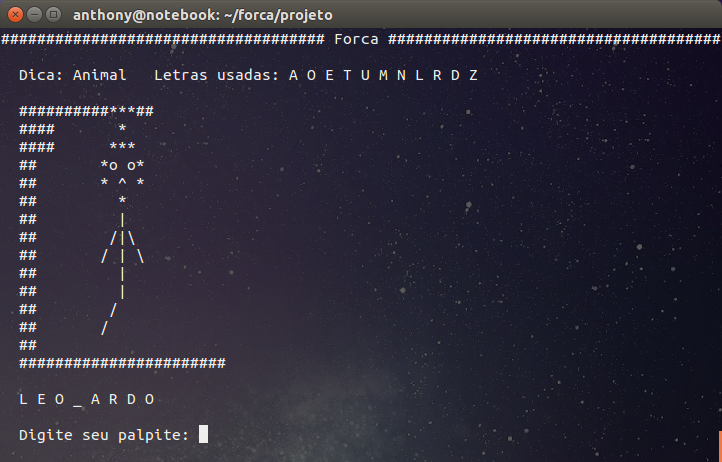 anthony@notebook: ~/forca/projeto
#################################### Forca #####################################
Dica: Animal   Letras usadas: A O E T U M N L R D Z
##########***##
####       *
####      ***
##       *o o*
##       * ^ *
##         *
##         |
##        /|\
##       / | \
##         |
##         |
##        /
##       /
##
#######################
L E O _ A R D O
Digite seu palpite: